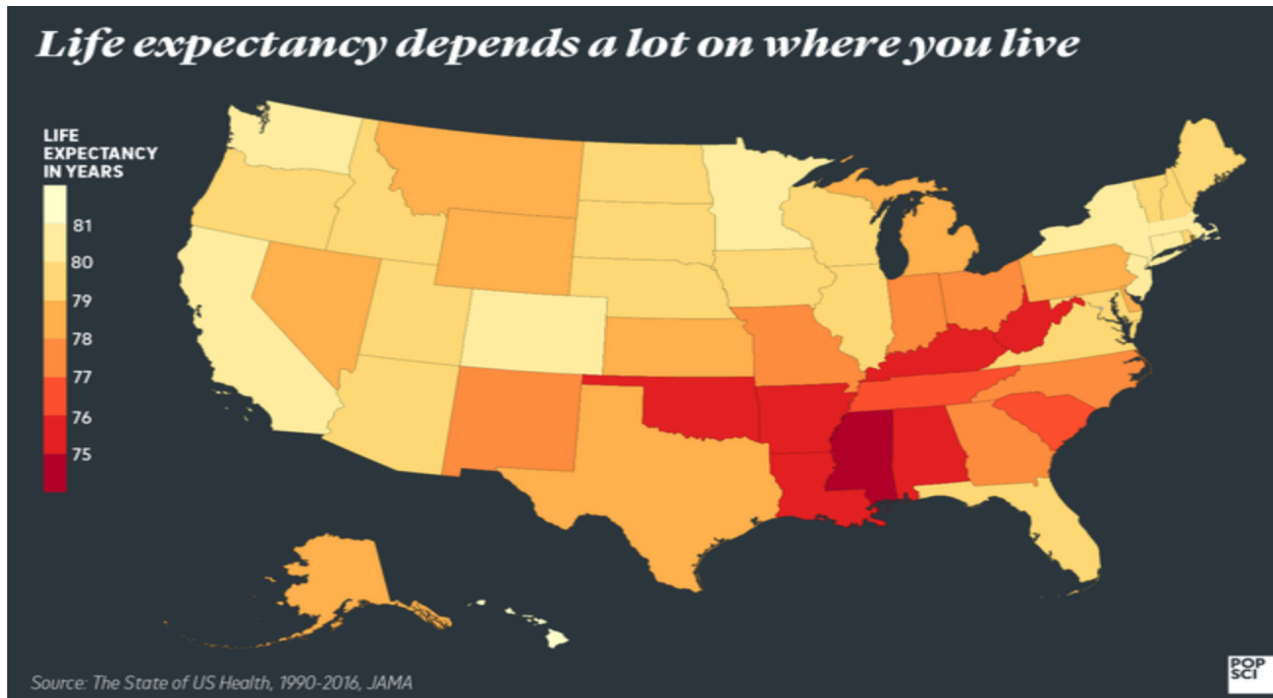 Life expectancy depends a lot on where you live
LIFE
EXPECTANCY
IN YEARS
81
80
79
78
77
76
75
Source: The State of US Health, 1990-2016, JAMA
POP
SCI